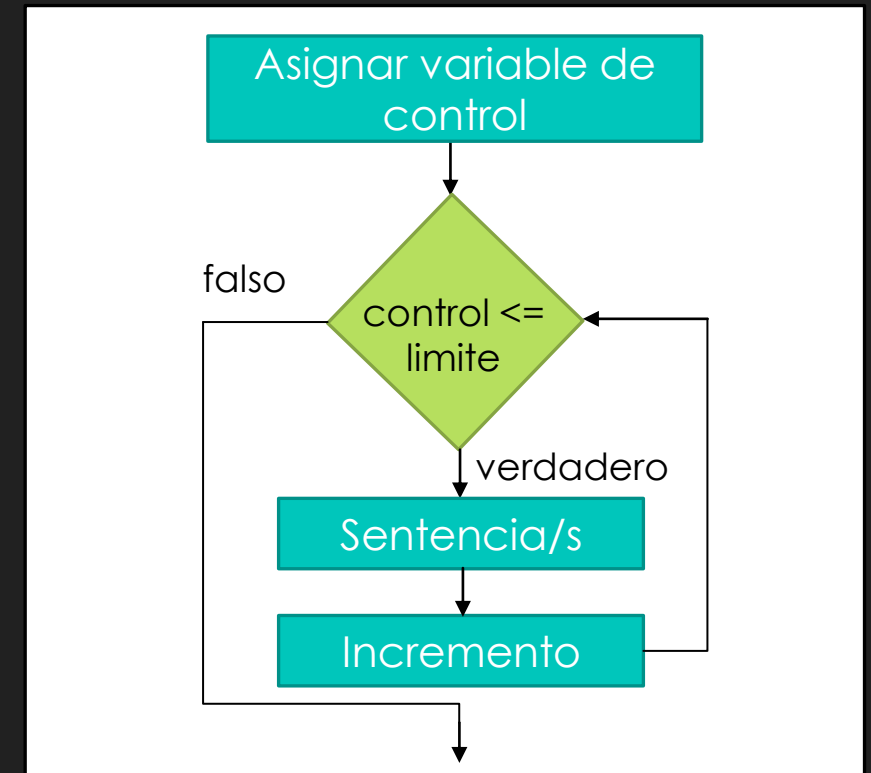 Asignar variable de
control
falso
control <=
limite
verdadero
Sentencia/s
Incremento